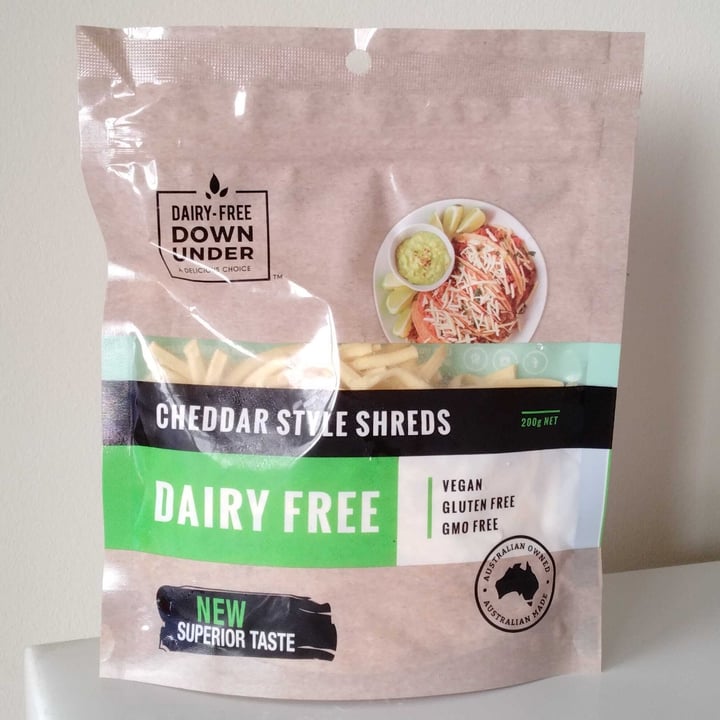 DAIRY-FREE
DOWN
UNDER
A DELICIOUS CHOICE
TM
CHEDDAR STYLE SHREDS
200g NET
DAIRY FREE
VEGAN
GLUTEN FREE
GMO FREE
AUSTRALIAN OWNED
AUSTRALIAN MADE
NEW
SUPERIOR TASTE